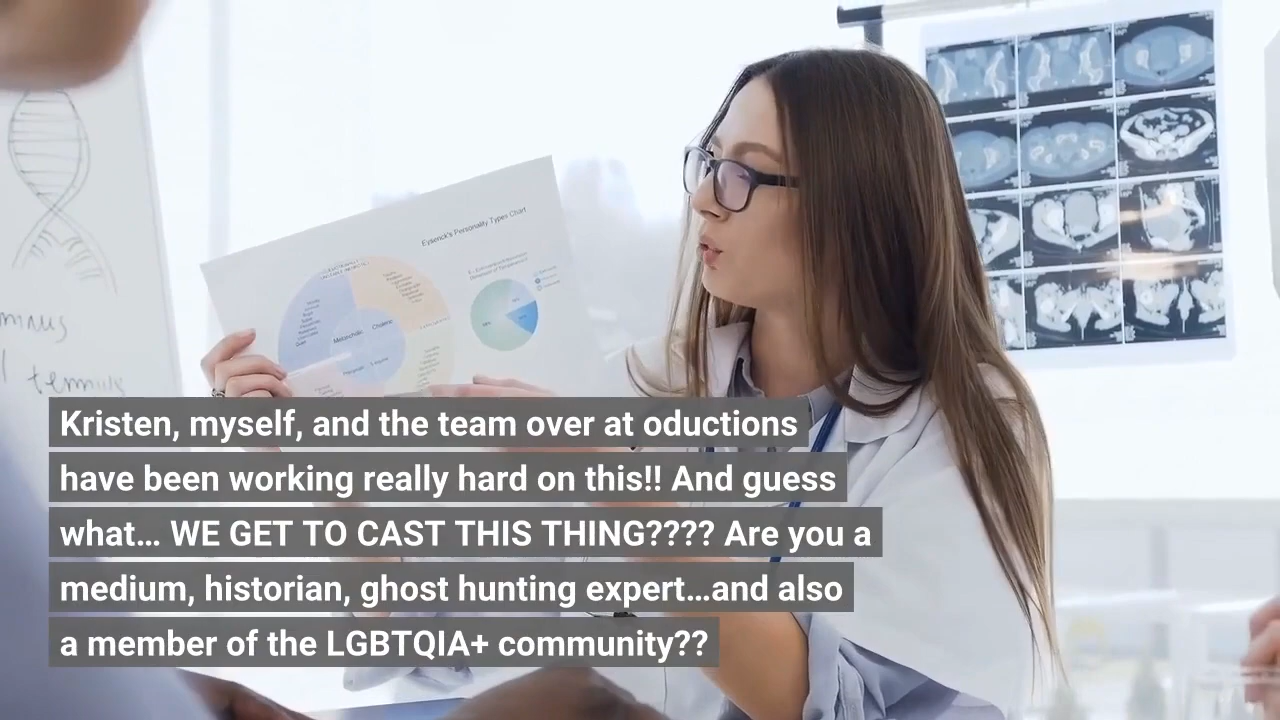 Eysenck's Personality Types Chart
Melancholic
Choleric
Kristen, myself, and the team over at oductions
have been working really hard on this!! And guess
what… WE GET TO CAST THIS THING???? Are you a
medium, historian, ghost hunting expert…and also
a member of the LGBTQIA+ community??